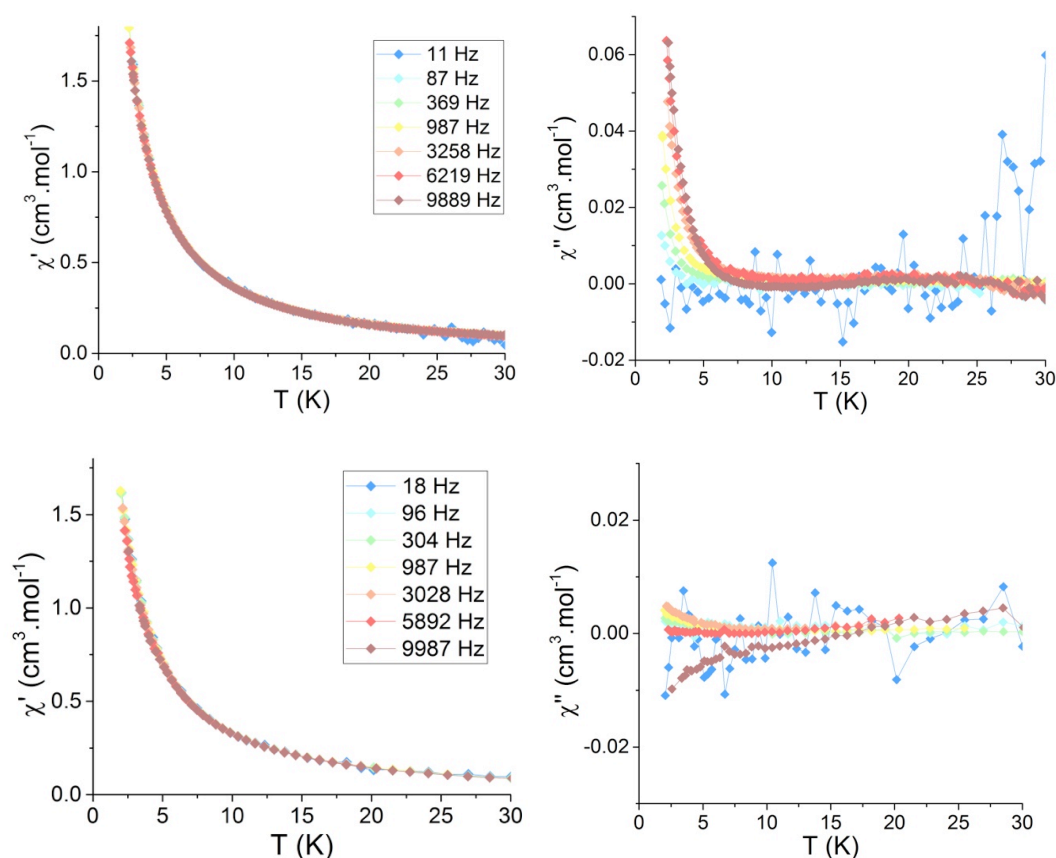 1.5
1.0
0.5
0.0
χ' (cm³.mol⁻¹)
0 5 10 15 20 25 30
T (K)
11 Hz
87 Hz
369 Hz
987 Hz
3258 Hz
6219 Hz
9889 Hz
0.06
0.04
0.02
0.00
-0.02
χ'' (cm³.mol⁻¹)
0 5 10 15 20 25 30
T (K)
1.5
1.0
0.5
0.0
χ' (cm³.mol⁻¹)
0 5 10 15 20 25 30
T (K)
18 Hz
96 Hz
304 Hz
987 Hz
3028 Hz
5892 Hz
9987 Hz
0.02
0.00
-0.02
χ'' (cm³.mol⁻¹)
0 5 10 15 20 25 30
T (K)